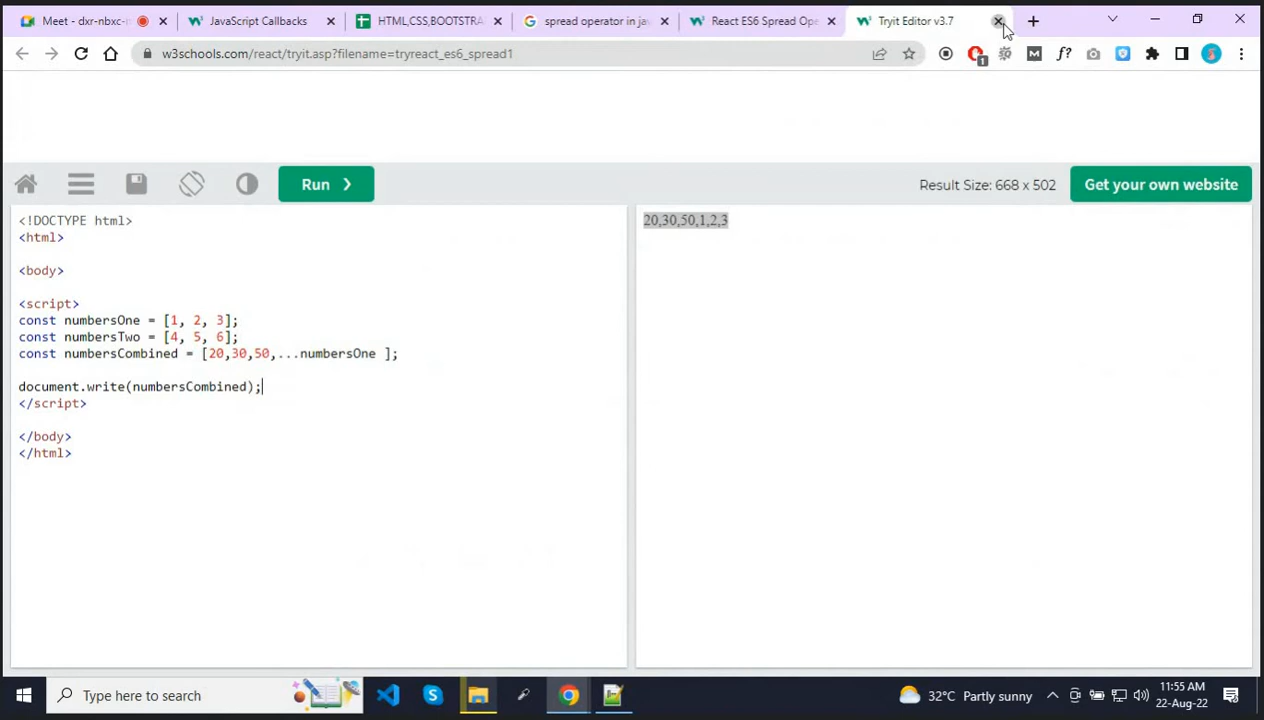 Meet - dxr-nbxc-
JavaScript Callbacks
HTML,CSS,BOOTSTRA
spread operator in jav
React ES6 Spread Ope
Tryit Editor v3.7
w3schools.com/react/tryit.asp?filename=tryreact_es6_spread1
f?
M
1
S
Run
Result Size: 668 x 502
Get your own website
<!DOCTYPE html>
<html>
<body>
<script>
const numbersOne = [1, 2, 3];
const numbersTwo = [4, 5, 6];
const numbersCombined = [20,30,50,...numbersOne ];
document.write(numbersCombined);
</script>
</body>
</html>
20,30,50,1,2,3
Type here to search
32°C Partly sunny
11:55 AM
22-Aug-22